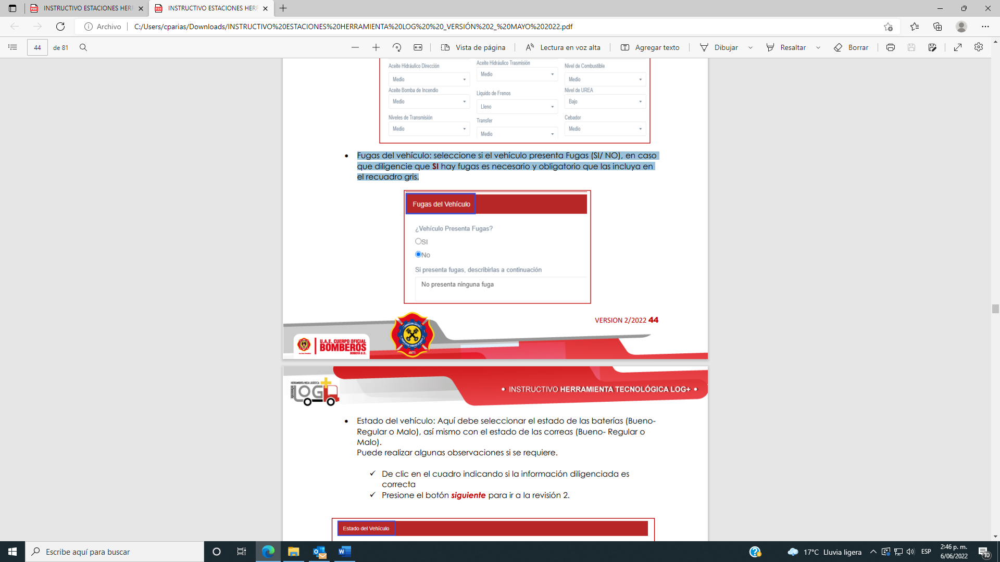 INSTRUCTIVO ESTACIONES HERR
INSTRUCTIVO ESTACIONES HERR
Archivo
C:/Users/cparias/Downloads/INSTRUCTIVO%20ESTACIONES%20HERRAMIENTA%20LOG%20%20_VERSIÓN%202_%20MAYO%202022.pdf
44 de 81
Vista de página
Lectura en voz alta
Agregar texto
Dibujar
Resaltar
Borrar
Aceite Hidráulico Dirección
Aceite Hidráulico Trasmisión
Nivel de Combustible
Medio
Medio
Medio
Aceite Bomba de Incendio
Liquido de Frenos
Nivel de UREA
Medio
Lleno
Bajo
Niveles de Transmisión
Transfer
Cebador
Medio
Medio
Medio
• Fugas del vehículo: seleccione si el vehículo presenta Fugas (SI/ NO), en caso
que diligencie que SI hay fugas es necesario y obligatorio que las incluya en
el recuadro gris.
Fugas del Vehículo
¿Vehículo Presenta Fugas?
SI
No
Si presenta fugas, describirlas a continuación
No presenta ninguna fuga
VERSION 2/2022 44
U.A.E. CUERPO OFICIAL
BOMBEROS
BOGOTÁ D.C.
HERRAMIENTA MESA LOGÍSTICA
LOG+
• INSTRUCTIVO HERRAMIENTA TECNOLÓGICA LOG+ •
• Estado del vehículo: Aquí debe seleccionar el estado de las baterías (Bueno-
Regular o Malo), así mismo con el estado de las correas (Bueno- Regular o
Malo).
Puede realizar algunas observaciones si se requiere.
✓ De clic en el cuadro indicando si la información diligenciada es
correcta
✓ Presione el botón siguiente para ir a la revisión 2.
Estado del Vehículo
Escribe aquí para buscar
17°C Lluvia ligera
ESP
2:46 p. m.
6/06/2022
10